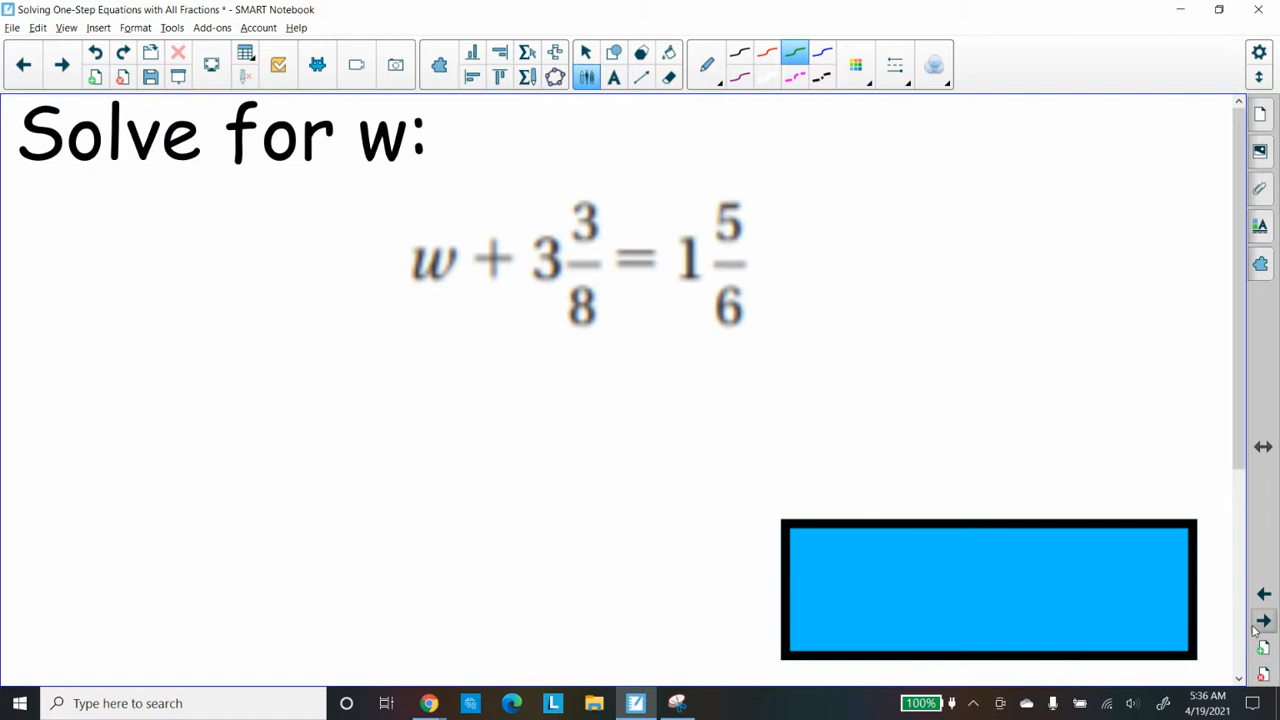 Solving One-Step Equations with All Fractions * - SMART Notebook
File Edit View Insert Format Tools Add-ons Account Help
Solve for w:
w + 3 3/8 = 1 5/6
Type here to search
L
100%
5:36 AM
4/19/2021